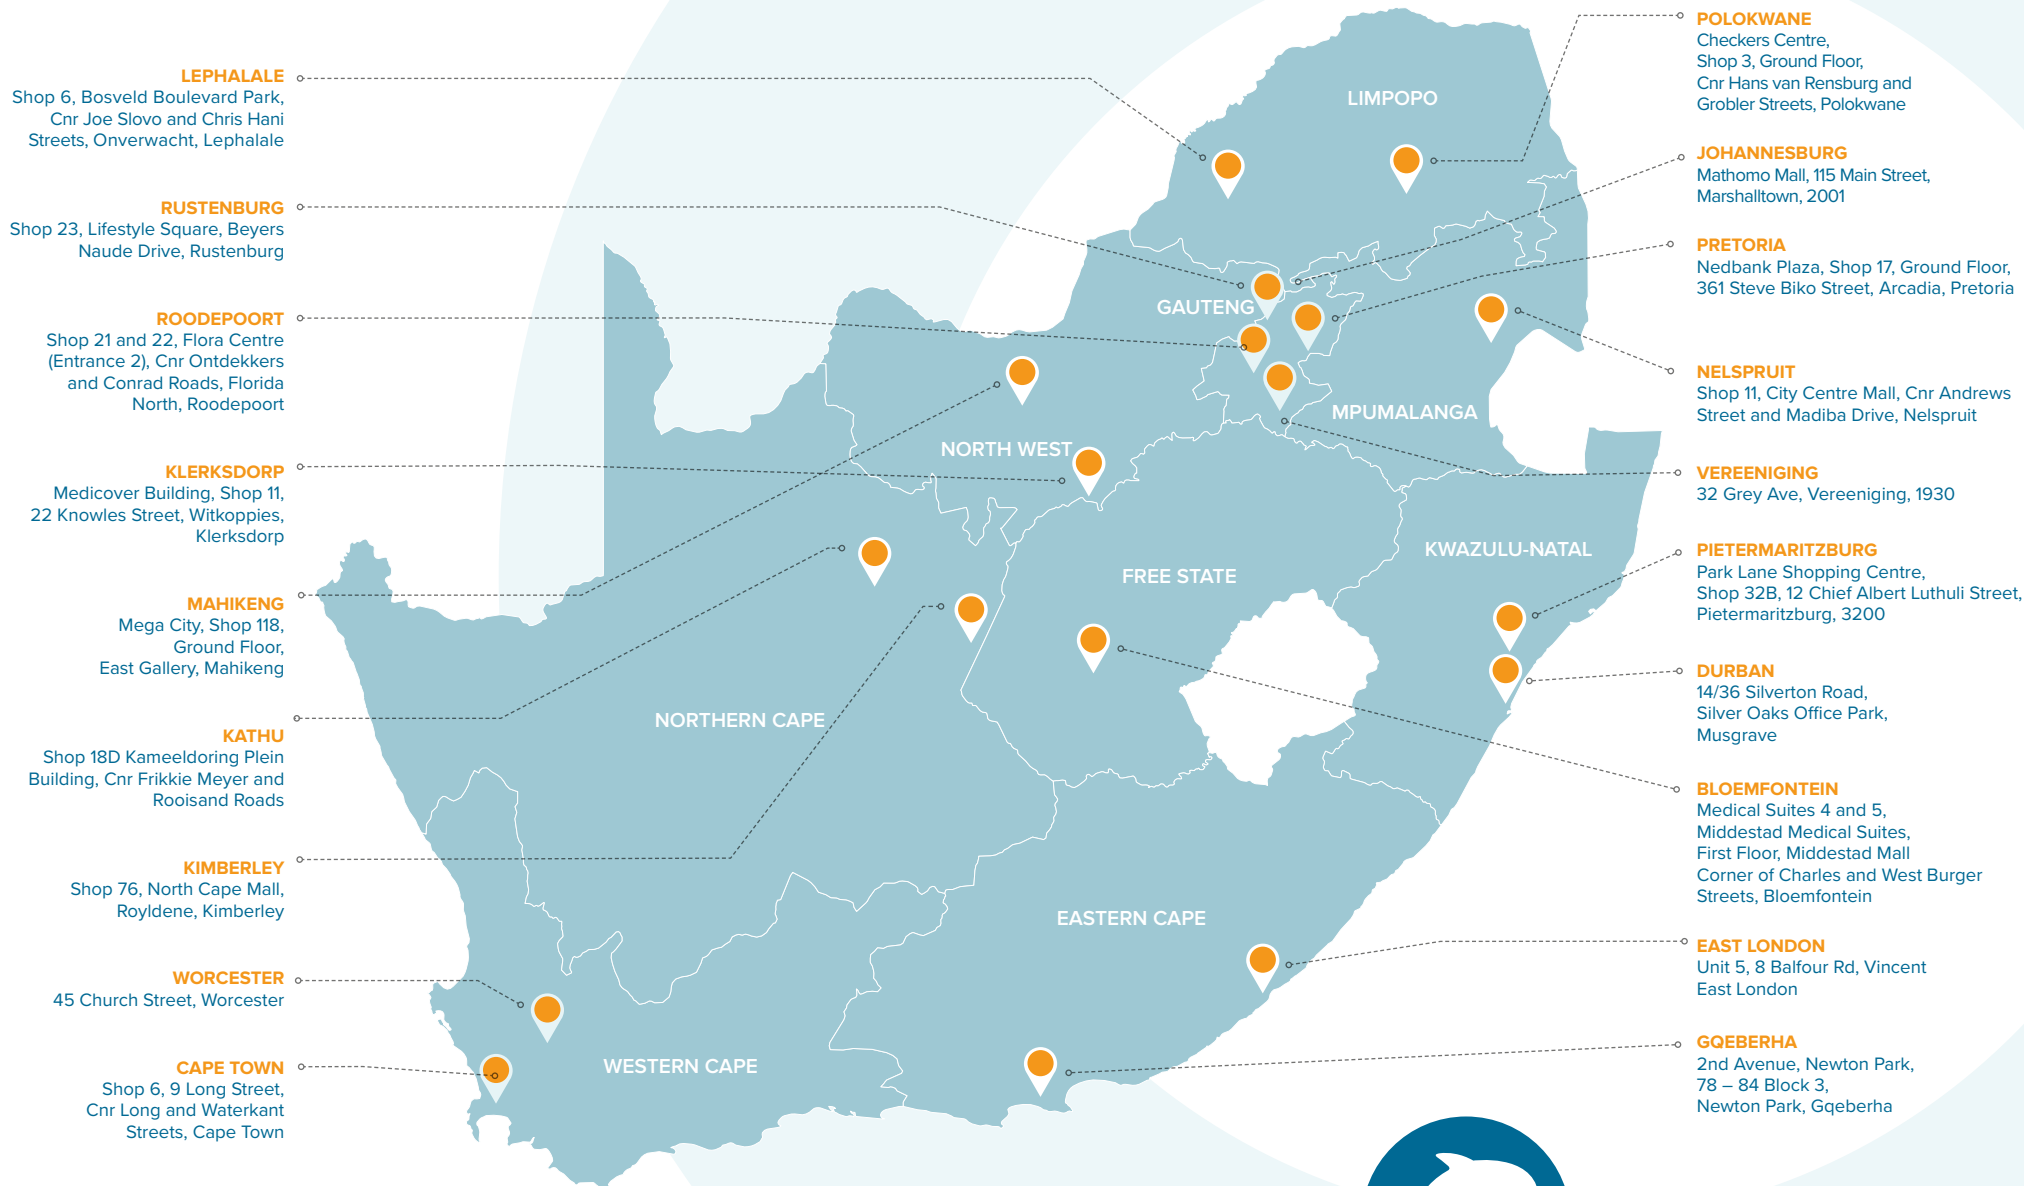 LEPHALALE
Shop 6, Bosveld Boulevard Park,
Cnr Joe Slovo and Chris Hani
Streets, Onverwacht, Lephalale
RUSTENBURG
Shop 23, Lifestyle Square, Beyers
Naude Drive, Rustenburg
ROODEPOORT
Shop 21 and 22, Flora Centre
(Entrance 2), Cnr Ontdekkers
and Conrad Roads, Florida
North, Roodepoort
KLERKSDORP
Medicover Building, Shop 11,
22 Knowles Street, Witkoppies,
Klerksdorp
MAHIKENG
Mega City, Shop 118,
Ground Floor,
East Gallery, Mahikeng
KATHU
Shop 18D Kameeldoring Plein
Building, Cnr Frikkie Meyer and
Rooisand Roads
KIMBERLEY
Shop 76, North Cape Mall,
Royldene, Kimberley
WORCESTER
45 Church Street, Worcester
CAPE TOWN
Shop 6, 9 Long Street,
Cnr Long and Waterkant
Streets, Cape Town
LIMPOPO
GAUTENG
MPUMALANGA
NORTH WEST
KWAZULU-NATAL
FREE STATE
NORTHERN CAPE
EASTERN CAPE
WESTERN CAPE
POLOKWANE
Checkers Centre,
Shop 3, Ground Floor,
Cnr Hans van Rensburg and
Grobler Streets, Polokwane
JOHANNESBURG
Mathomo Mall, 115 Main Street,
Marshalltown, 2001
PRETORIA
Nedbank Plaza, Shop 17, Ground Floor,
361 Steve Biko Street, Arcadia, Pretoria
NELSPRUIT
Shop 11, City Centre Mall, Cnr Andrews
Street and Madiba Drive, Nelspruit
VEREENIGING
32 Grey Ave, Vereeniging, 1930
PIETERMARITZBURG
Park Lane Shopping Centre,
Shop 32B, 12 Chief Albert Luthuli Street,
Pietermaritzburg, 3200
DURBAN
14/36 Silverton Road,
Silver Oaks Office Park,
Musgrave
BLOEMFONTEIN
Medical Suites 4 and 5,
Middestad Medical Suites,
First Floor, Middestad Mall
Corner of Charles and West Burger
Streets, Bloemfontein
EAST LONDON
Unit 5, 8 Balfour Rd, Vincent
East London
GQEBERHA
2nd Avenue, Newton Park,
78 – 84 Block 3,
Newton Park, Gqeberha